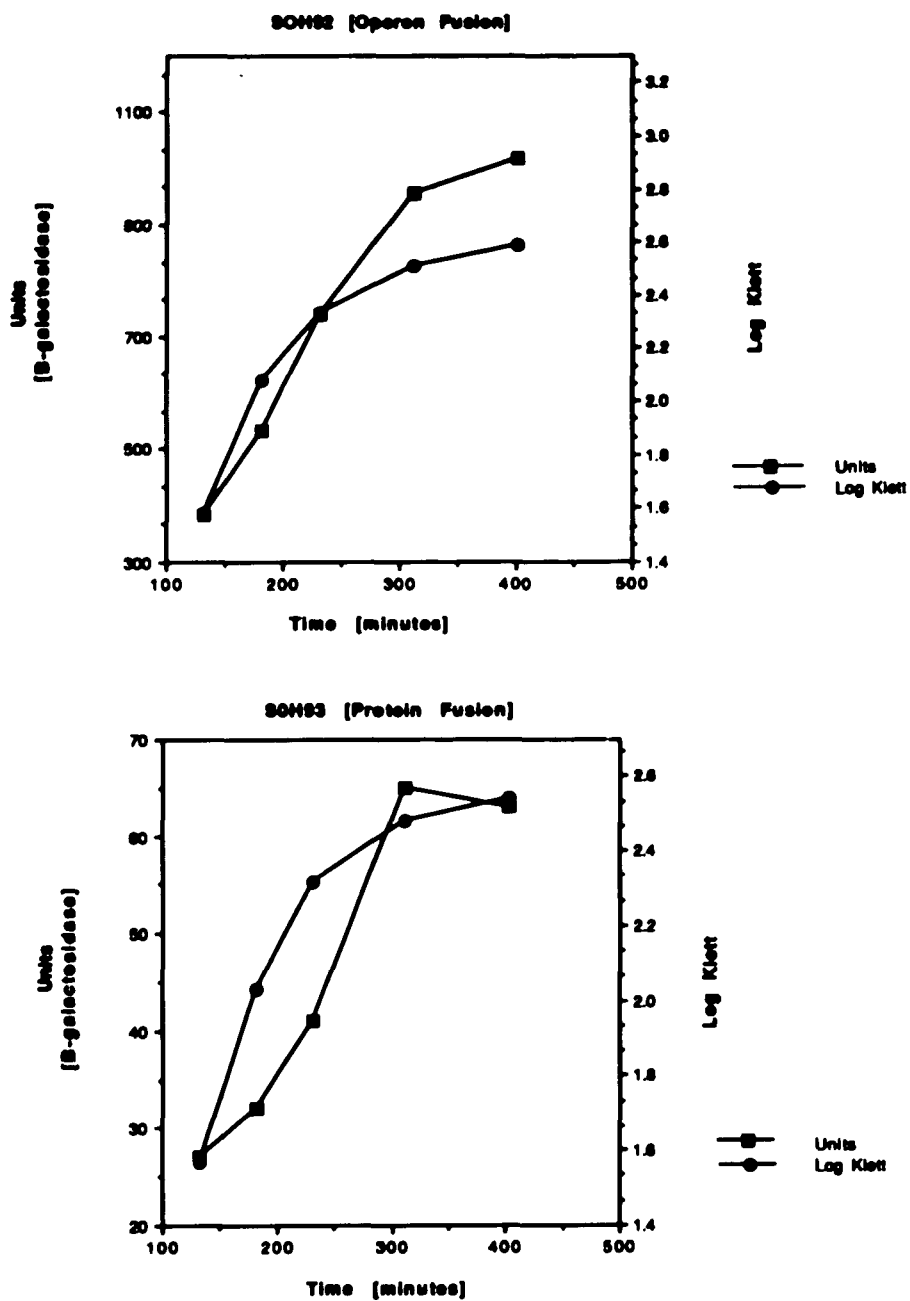 SOH92 [Operon Fusion]
1100
900
700
500
300
Units
[B-galactosidase]
3.2
3.0
2.8
2.6
2.4
2.2
2.0
1.8
1.6
1.4
Log Klett
100 200 300 400 500
Time [minutes]
Units
Log Klett
SOH93 [Protein Fusion]
70
60
50
40
30
20
Units
[B-galactosidase]
2.6
2.4
2.2
2.0
1.8
1.6
1.4
Log Klett
100 200 300 400 500
Time [minutes]
Units
Log Klett